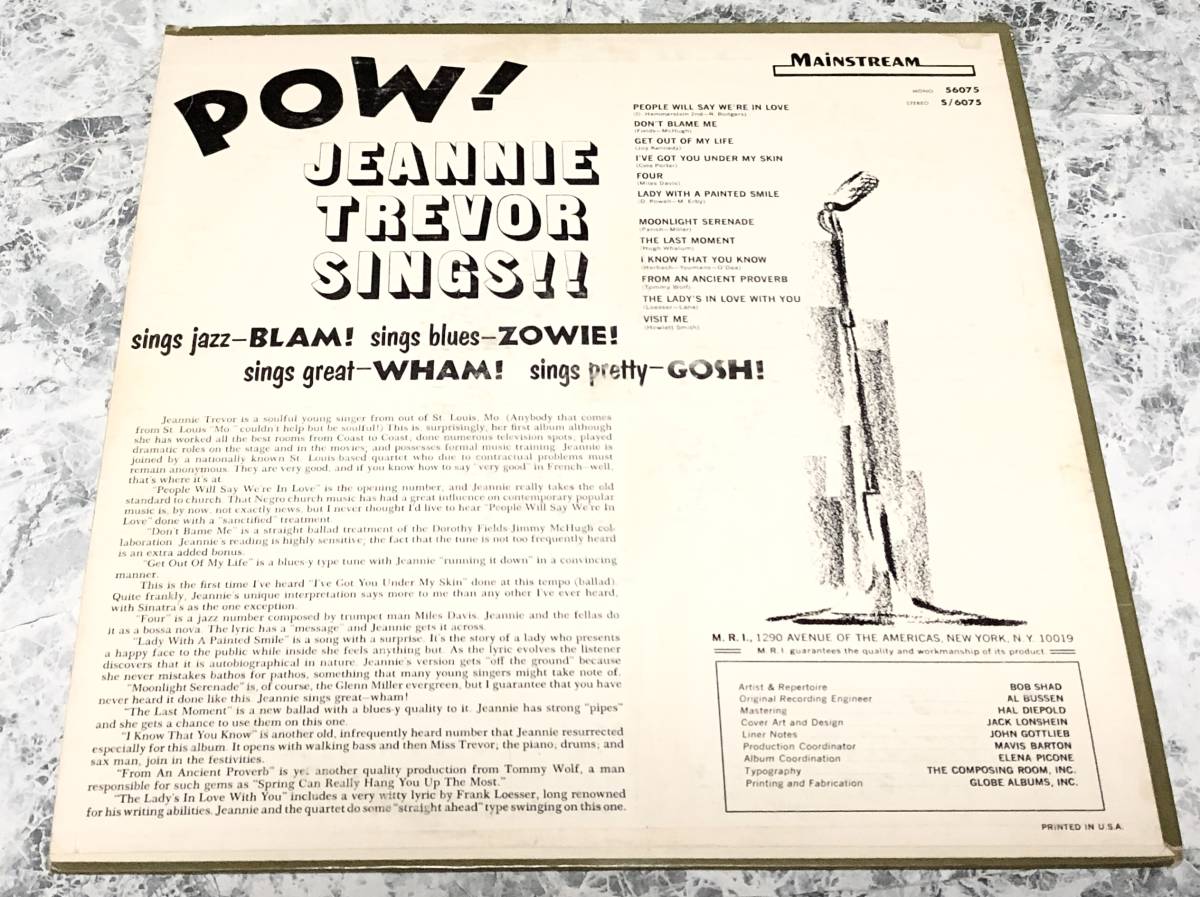 POW!
JEANNIE
TREVOR
SINGS!!
sings jazz—BLAM! sings blues—ZOWIE!
sings great—WHAM! sings pretty—GOSH!
MAiNSTREAM
MONO 56075
STEREO S/6075
PEOPLE WILL SAY WE'RE IN LOVE
(O. Hammerstein 2nd—R. Rodgers)
DON'T BLAME ME
(Fields—McHugh)
GET OUT OF MY LIFE
(Joy Kennedy)
I'VE GOT YOU UNDER MY SKIN
(Cole Porter)
FOUR
(Miles Davis)
LADY WITH A PAINTED SMILE
(D. Powell—M. Erby)
MOONLIGHT SERENADE
(Parish—Miller)
THE LAST MOMENT
(Hugh Whalum)
I KNOW THAT YOU KNOW
(Harbach—Youmans—O'Dea)
FROM AN ANCIENT PROVERB
(Tommy Wolf)
THE LADY'S IN LOVE WITH YOU
(Loesser—Lane)
VISIT ME
(Howlett Smith)
Jeannie Trevor is a soulful young singer from out of St. Louis, Mo. (Anybody that comes
from St. Louis "Mo" couldn't help but be soulful!) This is, surprisingly, her first album although
she has worked all the best rooms from Coast to Coast, done numerous television spots, played
dramatic roles on the stage and in the movies, and possesses formal music training. Jeannie is
joined by a nationally known St. Louis based quartet who due to contractual problems must
remain anonymous. They are very good, and if you know how to say "very good" in French—well,
that's where it's at.
"People Will Say We're In Love" is the opening number, and Jeannie really takes the old
standard to church. That Negro church music has had a great influence on contemporary popular
music is, by now, not exactly news, but I never thought I'd live to hear "People Will Say We're In
Love" done with a "sanctified" treatment.
"Don't Bame Me" is a straight ballad treatment of the Dorothy Fields-Jimmy McHugh col-
laboration. Jeannie's reading is highly sensitive; the fact that the tune is not too frequently heard
is an extra added bonus.
"Get Out Of My Life" is a blues-y type tune with Jeannie "running it down" in a convincing
manner.
This is the first time I've heard "I've Got You Under My Skin" done at this tempo (ballad).
Quite frankly, Jeannie's unique interpretation says more to me than any other I've ever heard,
with Sinatra's as the one exception.
"Four" is a jazz number composed by trumpet man Miles Davis. Jeannie and the fellas do
it as a bossa nova. The lyric has a "message" and Jeannie gets it across.
"Lady With A Painted Smile" is a song with a surprise. It's the story of a lady who presents
a happy face to the public while inside she feels anything but. As the lyric evolves the listener
discovers that it is autobiographical in nature. Jeannie's version gets "off the ground" because
she never mistakes bathos for pathos, something that many young singers might take note of.
"Moonlight Serenade" is, of course, the Glenn Miller evergreen, but I guarantee that you have
never heard it done like this. Jeannie sings great—wham!
"The Last Moment" is a new ballad with a blues-y quality to it. Jeannie has strong "pipes"
and she gets a chance to use them on this one.
"I Know That You Know" is another old, infrequently heard number that Jeannie resurrected
especially for this album. It opens with walking bass and then Miss Trevor; the piano; drums; and
sax man, join in the festivities.
"From An Ancient Proverb" is yet another quality production from Tommy Wolf, a man
responsible for such gems as "Spring Can Really Hang You Up The Most."
"The Lady's In Love With You" includes a very witty lyric by Frank Loesser, long renowned
for his writing abilities. Jeannie and the quartet do some "straight ahead" type swinging on this one.
M. R. I., 1290 AVENUE OF THE AMERICAS, NEW YORK, N. Y. 10019
M. R. I. guarantees the quality and workmanship of its product.
Artist & Repertoire BOB SHAD
Original Recording Engineer AL BUSSEN
Mastering HAL DIEPOLD
Cover Art and Design JACK LONSHEIN
Liner Notes JOHN GOTTLIEB
Production Coordinator MAVIS BARTON
Album Coordination ELENA PICONE
Typography THE COMPOSING ROOM, INC.
Printing and Fabrication GLOBE ALBUMS, INC.
PRINTED IN U.S.A.